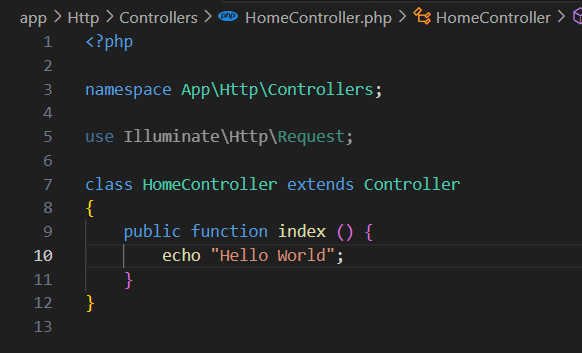 app > Http > Controllers > php HomeController.php > HomeController >
1 <?php
2
3 namespace App\Http\Controllers;
4
5 use Illuminate\Http\Request;
6
7 class HomeController extends Controller
8 {
9     public function index () {
10         echo "Hello World";
11     }
12 }
13